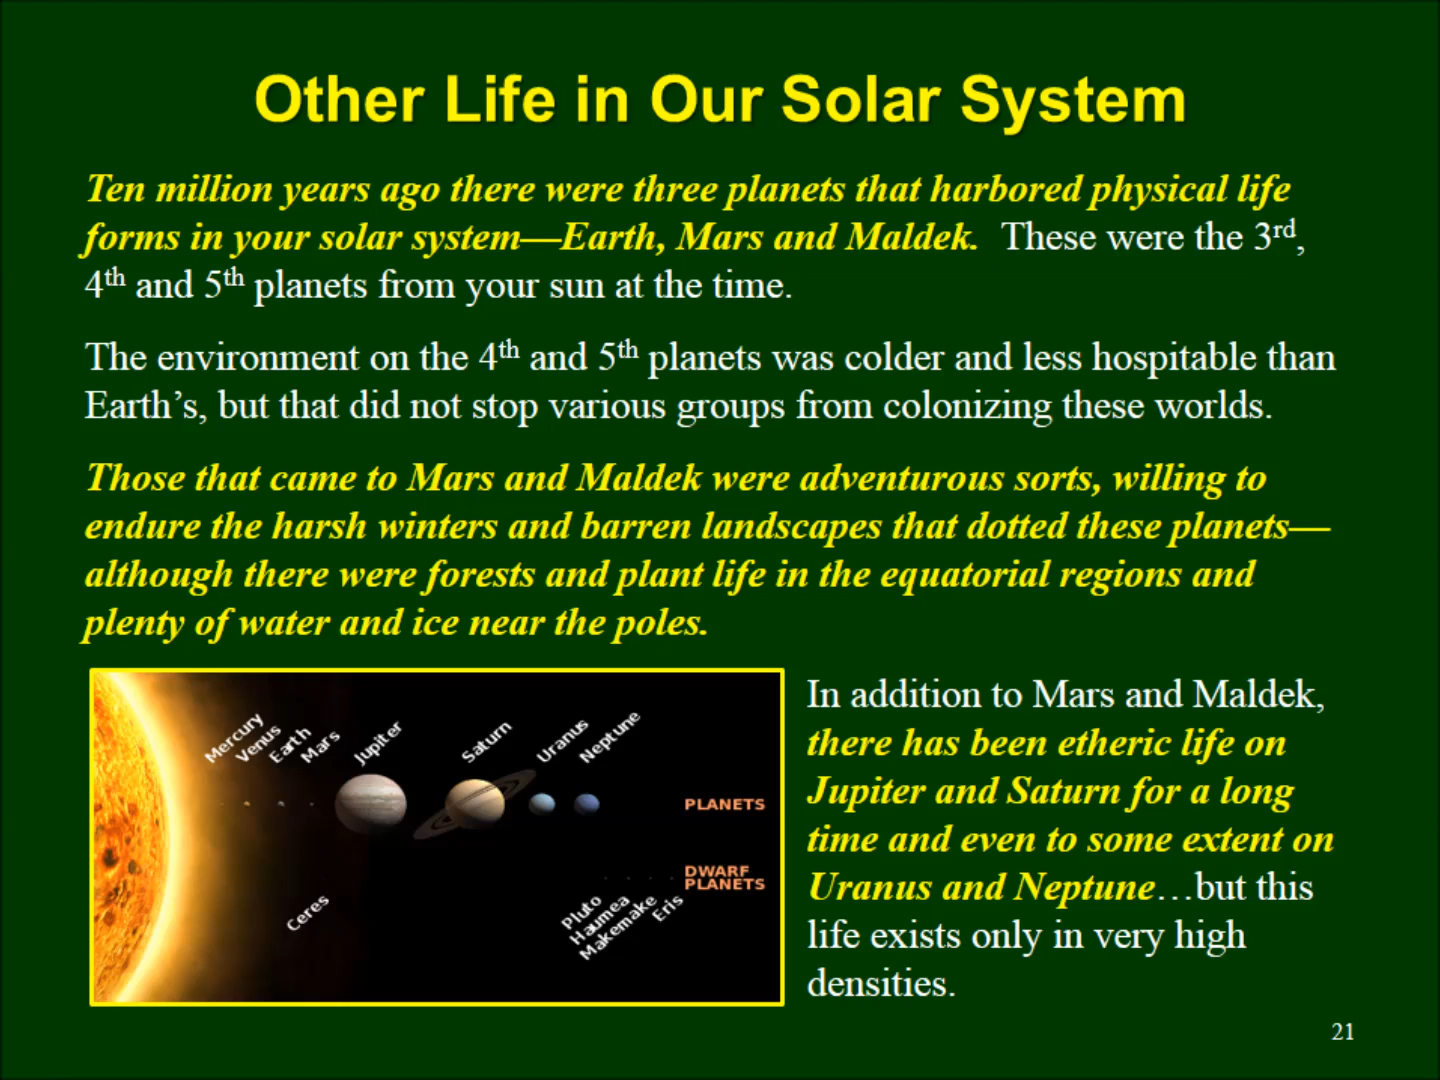 Other Life in Our Solar System
Ten million years ago there were three planets that harbored physical life
forms in your solar system—Earth, Mars and Maldek. These were the 3rd,
4th and 5th planets from your sun at the time.
The environment on the 4th and 5th planets was colder and less hospitable than
Earth's, but that did not stop various groups from colonizing these worlds.
Those that came to Mars and Maldek were adventurous sorts, willing to
endure the harsh winters and barren landscapes that dotted these planets—
although there were forests and plant life in the equatorial regions and
plenty of water and ice near the poles.
Mercury
Venus
Earth
Mars
Jupiter
Saturn
Uranus
Neptune
PLANETS
DWARF
PLANETS
Ceres
Pluto
Haumea
Makemake
Eris
In addition to Mars and Maldek,
there has been etheric life on
Jupiter and Saturn for a long
time and even to some extent on
Uranus and Neptune…but this
life exists only in very high
densities.
21